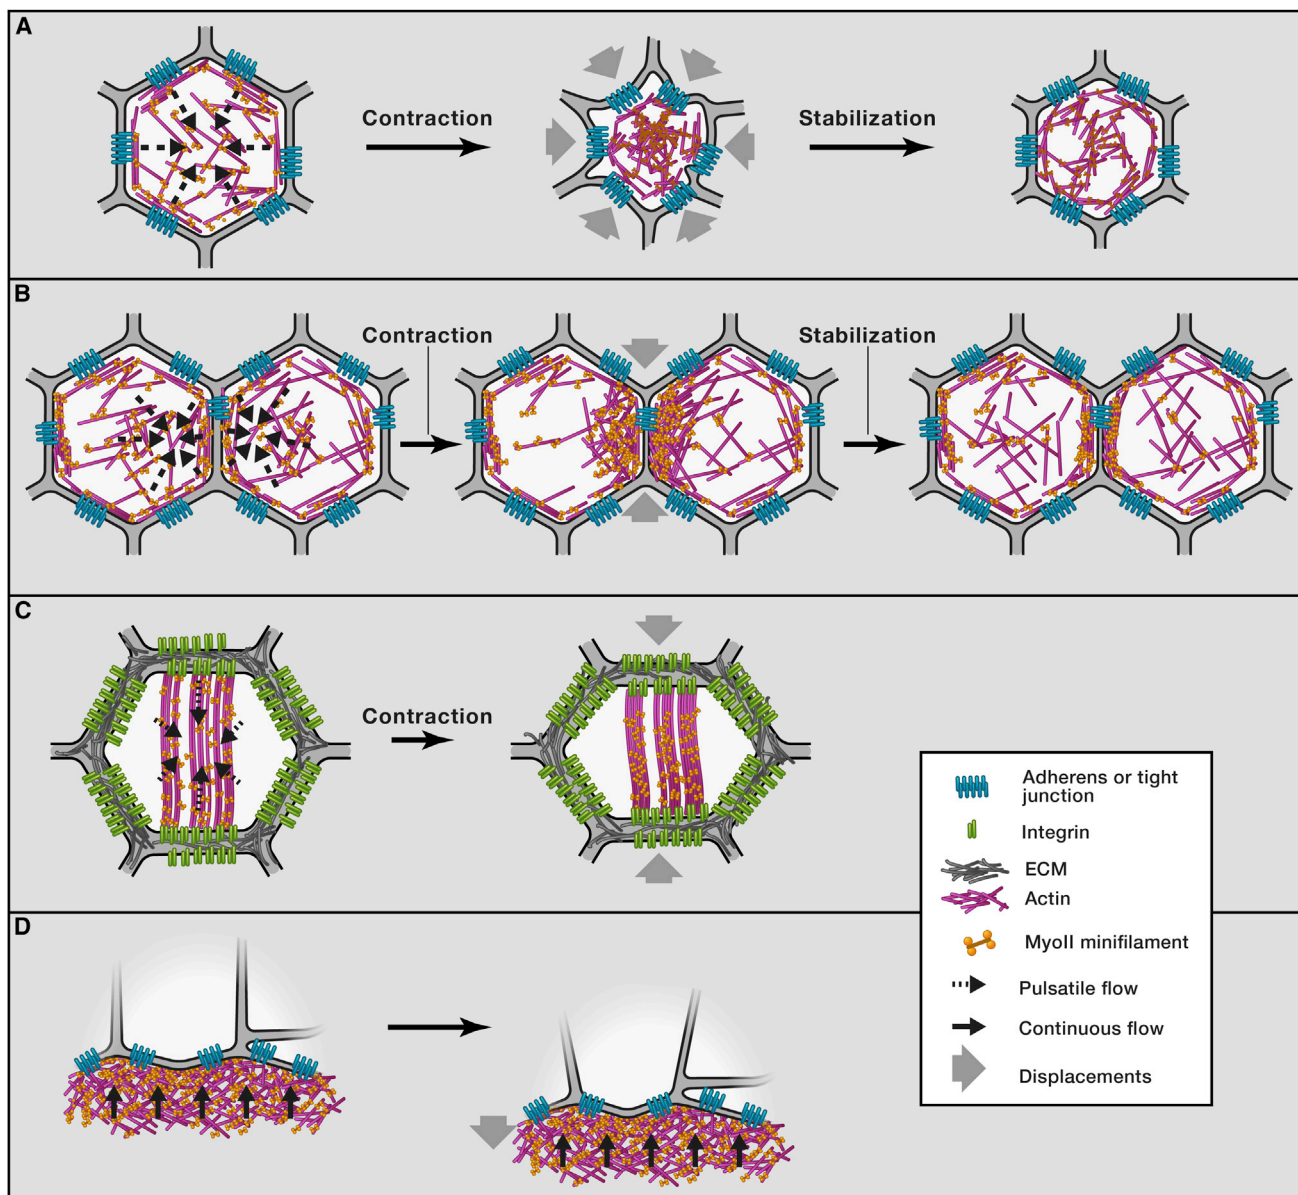 A
Contraction
Stabilization
B
Contraction
Stabilization
C
Contraction
Adherens or tight
junction
Integrin
ECM
Actin
MyoII minifilament
Pulsatile flow
Continuous flow
Displacements
D